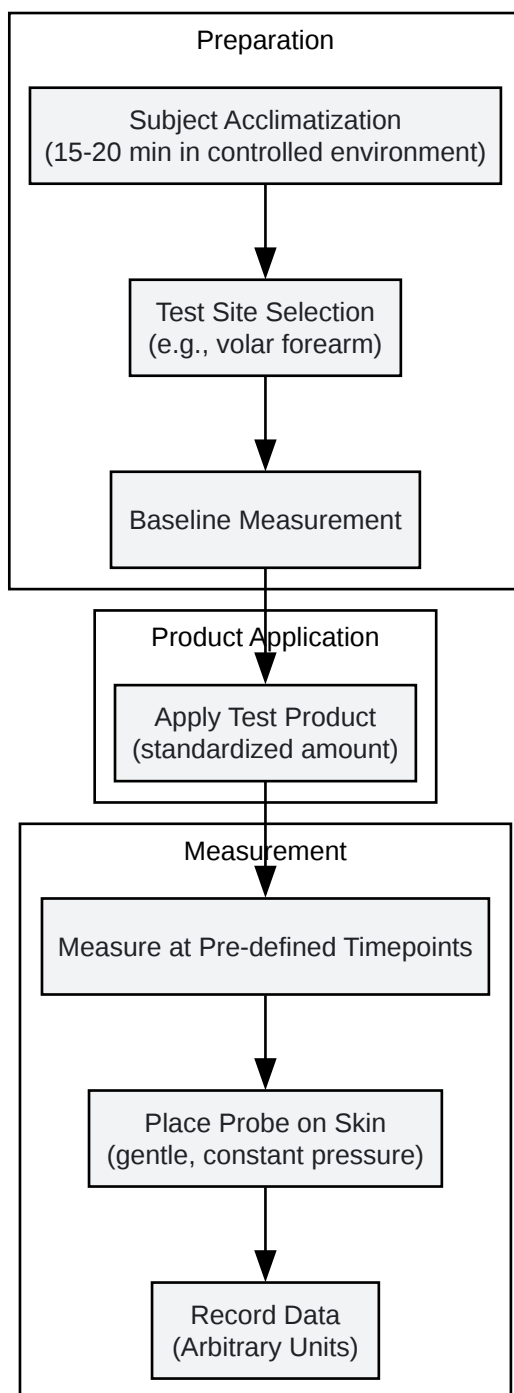 Preparation
Subject Acclimatization
(15-20 min in controlled environment)
Test Site Selection
(e.g., volar forearm)
Baseline Measurement
Product Application
Apply Test Product
(standardized amount)
Measurement
Measure at Pre-defined Timepoints
Place Probe on Skin
(gentle, constant pressure)
Record Data
(Arbitrary Units)